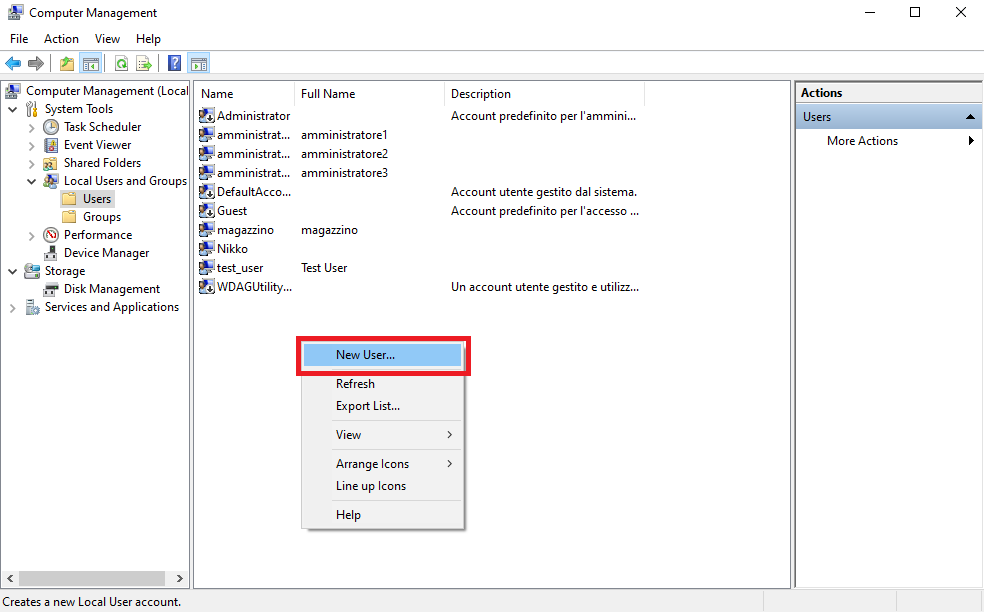 Computer Management
File Action View Help
Computer Management (Local
System Tools
Task Scheduler
Event Viewer
Shared Folders
Local Users and Groups
Users
Groups
Performance
Device Manager
Storage
Disk Management
Services and Applications
Name Full Name Description
Administrator Account predefinito per l'ammini...
amministrat... amministratore1
amministrat... amministratore2
amministrat... amministratore3
DefaultAcco... Account utente gestito dal sistema.
Guest Account predefinito per l'accesso ...
magazzino magazzino
Nikko
test_user Test User
WDAGUtility... Un account utente gestito e utilizz...
New User...
Refresh
Export List...
View
Arrange Icons
Line up Icons
Help
Actions
Users
More Actions
Creates a new Local User account.